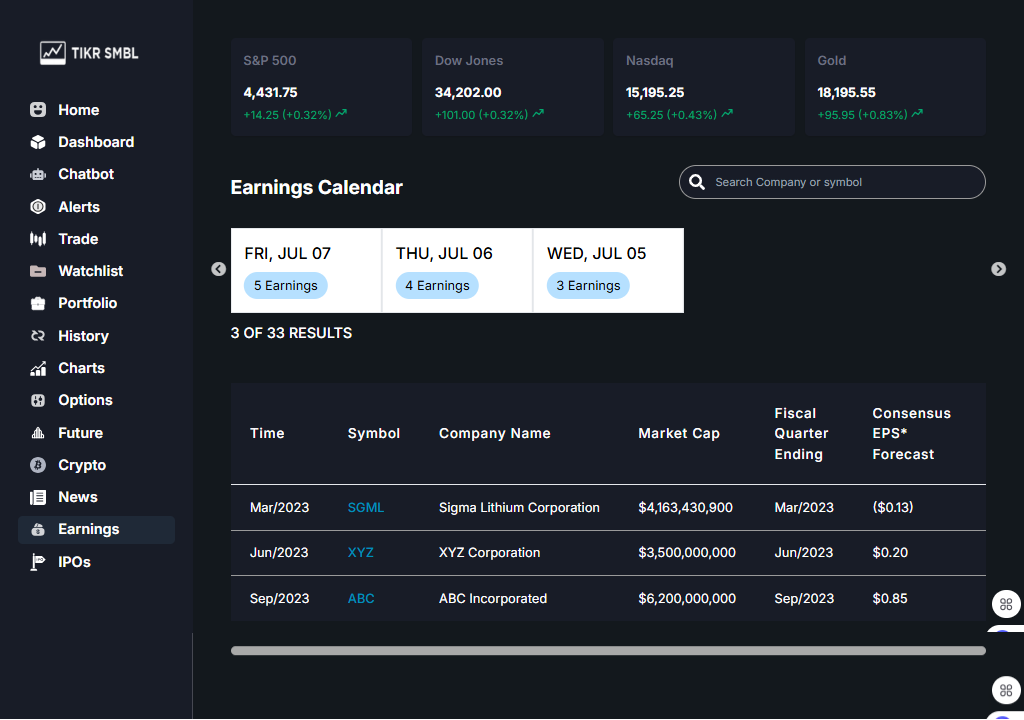 TIKR SMBL
Home
Dashboard
Chatbot
Alerts
Trade
Watchlist
Portfolio
History
Charts
Options
Future
Crypto
News
Earnings
IPOs
S&P 500
4,431.75
+14.25 (+0.32%)
Dow Jones
34,202.00
+101.00 (+0.32%)
Nasdaq
15,195.25
+65.25 (+0.43%)
Gold
18,195.55
+95.95 (+0.83%)
Earnings Calendar
Search Company or symbol
FRI, JUL 07
5 Earnings
THU, JUL 06
4 Earnings
WED, JUL 05
3 Earnings
3 OF 33 RESULTS
Time Symbol Company Name Market Cap Fiscal Quarter Ending Consensus EPS* Forecast
Mar/2023 SGML Sigma Lithium Corporation $4,163,430,900 Mar/2023 ($0.13)
Jun/2023 XYZ XYZ Corporation $3,500,000,000 Jun/2023 $0.20
Sep/2023 ABC ABC Incorporated $6,200,000,000 Sep/2023 $0.85